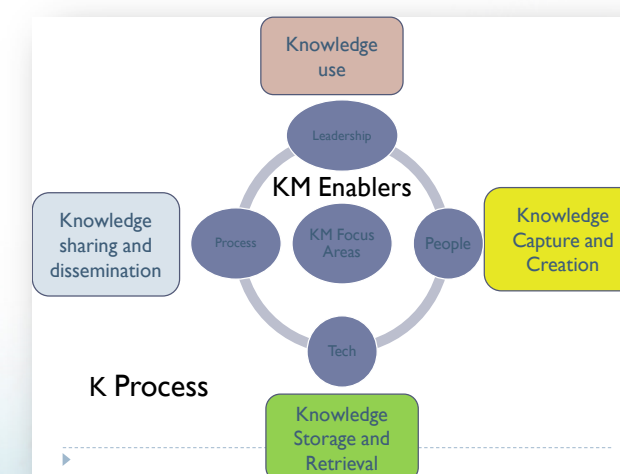 Knowledge
use
Leadership
KM Enablers
Knowledge
sharing and
dissemination
Process
KM Focus
Areas
People
Knowledge
Capture and
Creation
Tech
K Process
Knowledge
Storage and
Retrieval